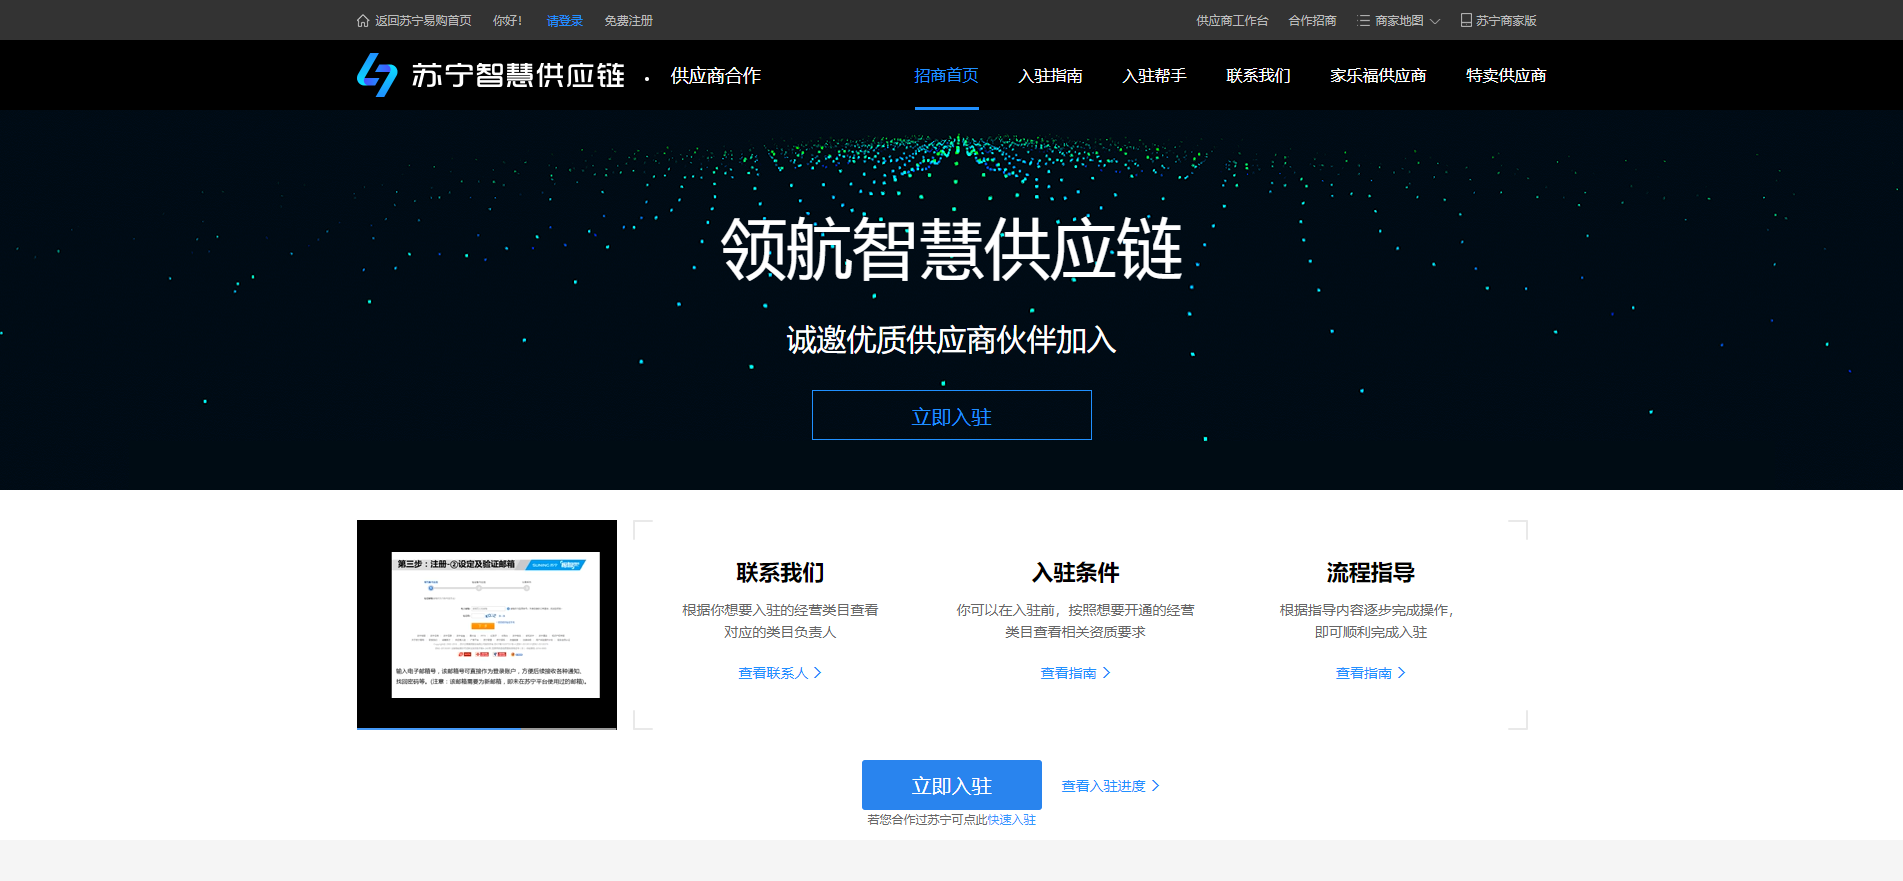 返回苏宁易购首页 你好! 请登录 免费注册 供应商工作台 合作招商 商家地图 苏宁商家版
苏宁智慧供应链 · 供应商合作 招商首页 入驻指南 入驻帮手 联系我们 家乐福供应商 特卖供应商
领航智慧供应链
诚邀优质供应商伙伴加入
立即入驻
第三步：注册-②设定及验证邮箱
输入电子邮箱号，该邮箱号可直接作为登录账户，方便后续接收各种通知、
找回密码等。(注意：该邮箱需要为新邮箱，即未在苏宁平台使用过的邮箱)。
联系我们
根据你想要入驻的经营类目查看
对应的类目负责人
查看联系人
入驻条件
你可以在入驻前，按照想要开通的经营
类目查看相关资质要求
查看指南
流程指导
根据指导内容逐步完成操作，
即可顺利完成入驻
查看指南
立即入驻 查看入驻进度
若您合作过苏宁可点此快速入驻